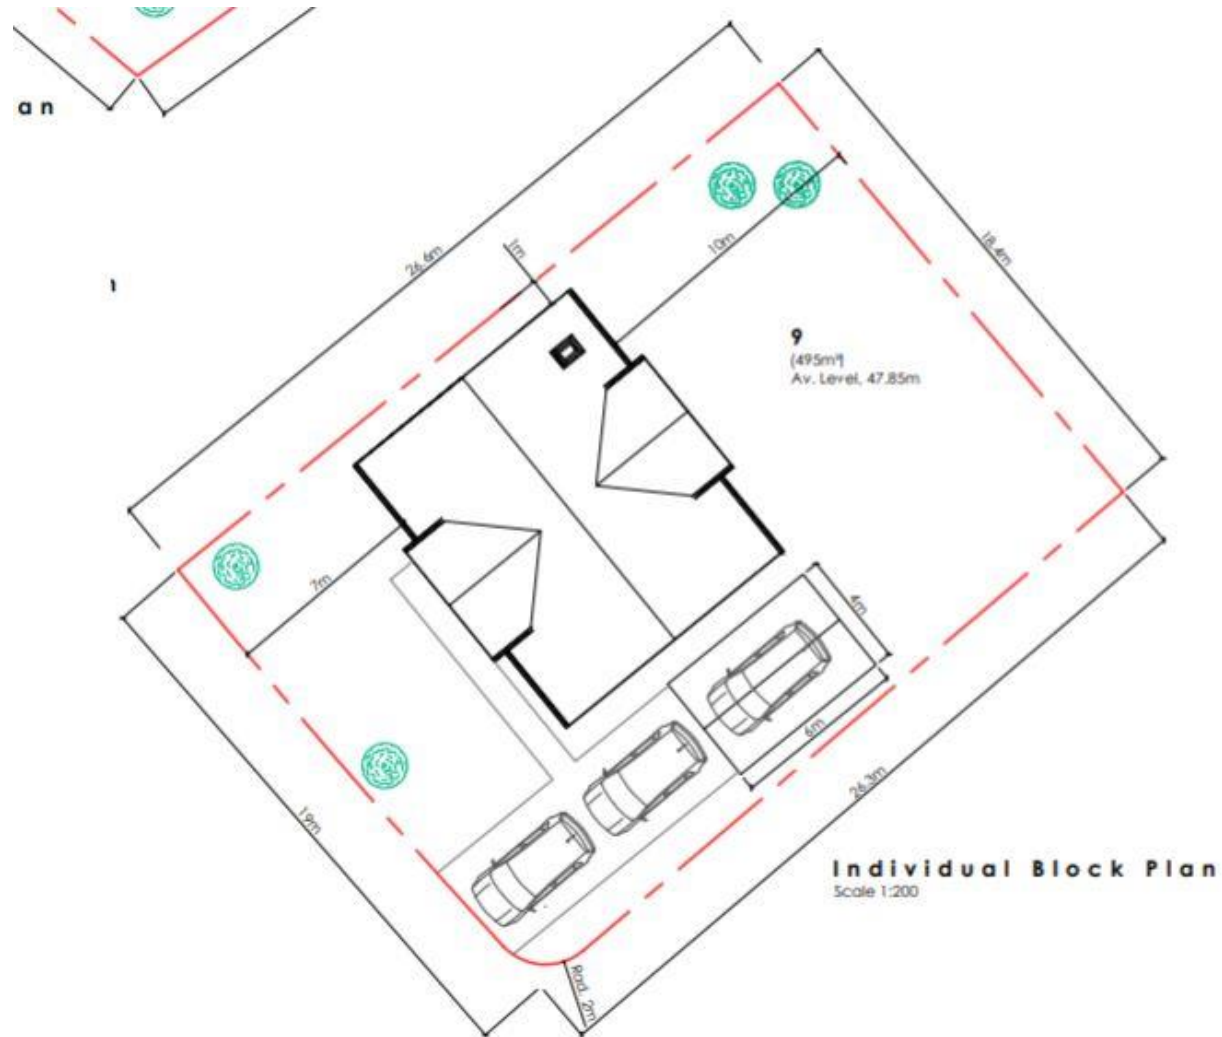 an
26.6m
1m
10m
18.4m
9
(495m²)
Av. Level. 47.85m
7m
4m
6m
26.3m
19m
Rad. 2m
Individual Block Plan
Scale 1:200